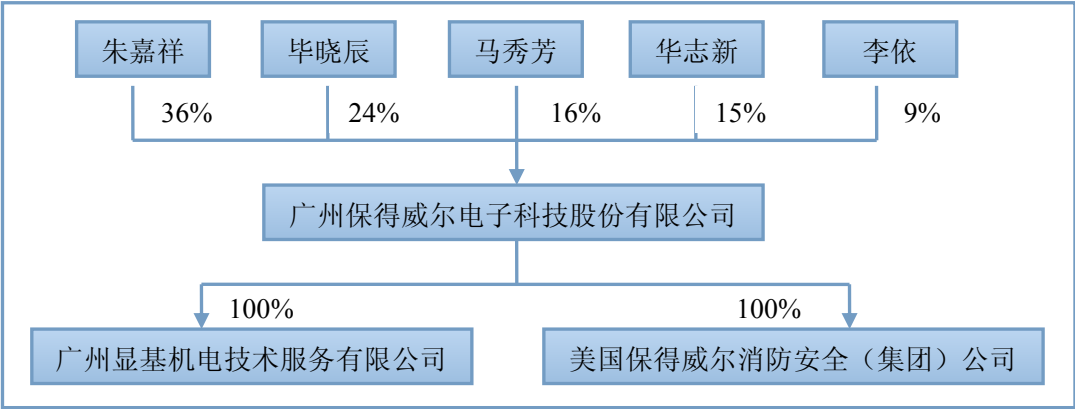 朱嘉祥 毕晓辰 马秀芳 华志新 李依
36% 24% 16% 15% 9%
广州保得威尔电子科技股份有限公司
100% 100%
广州显基机电技术服务有限公司 美国保得威尔消防安全（集团）公司